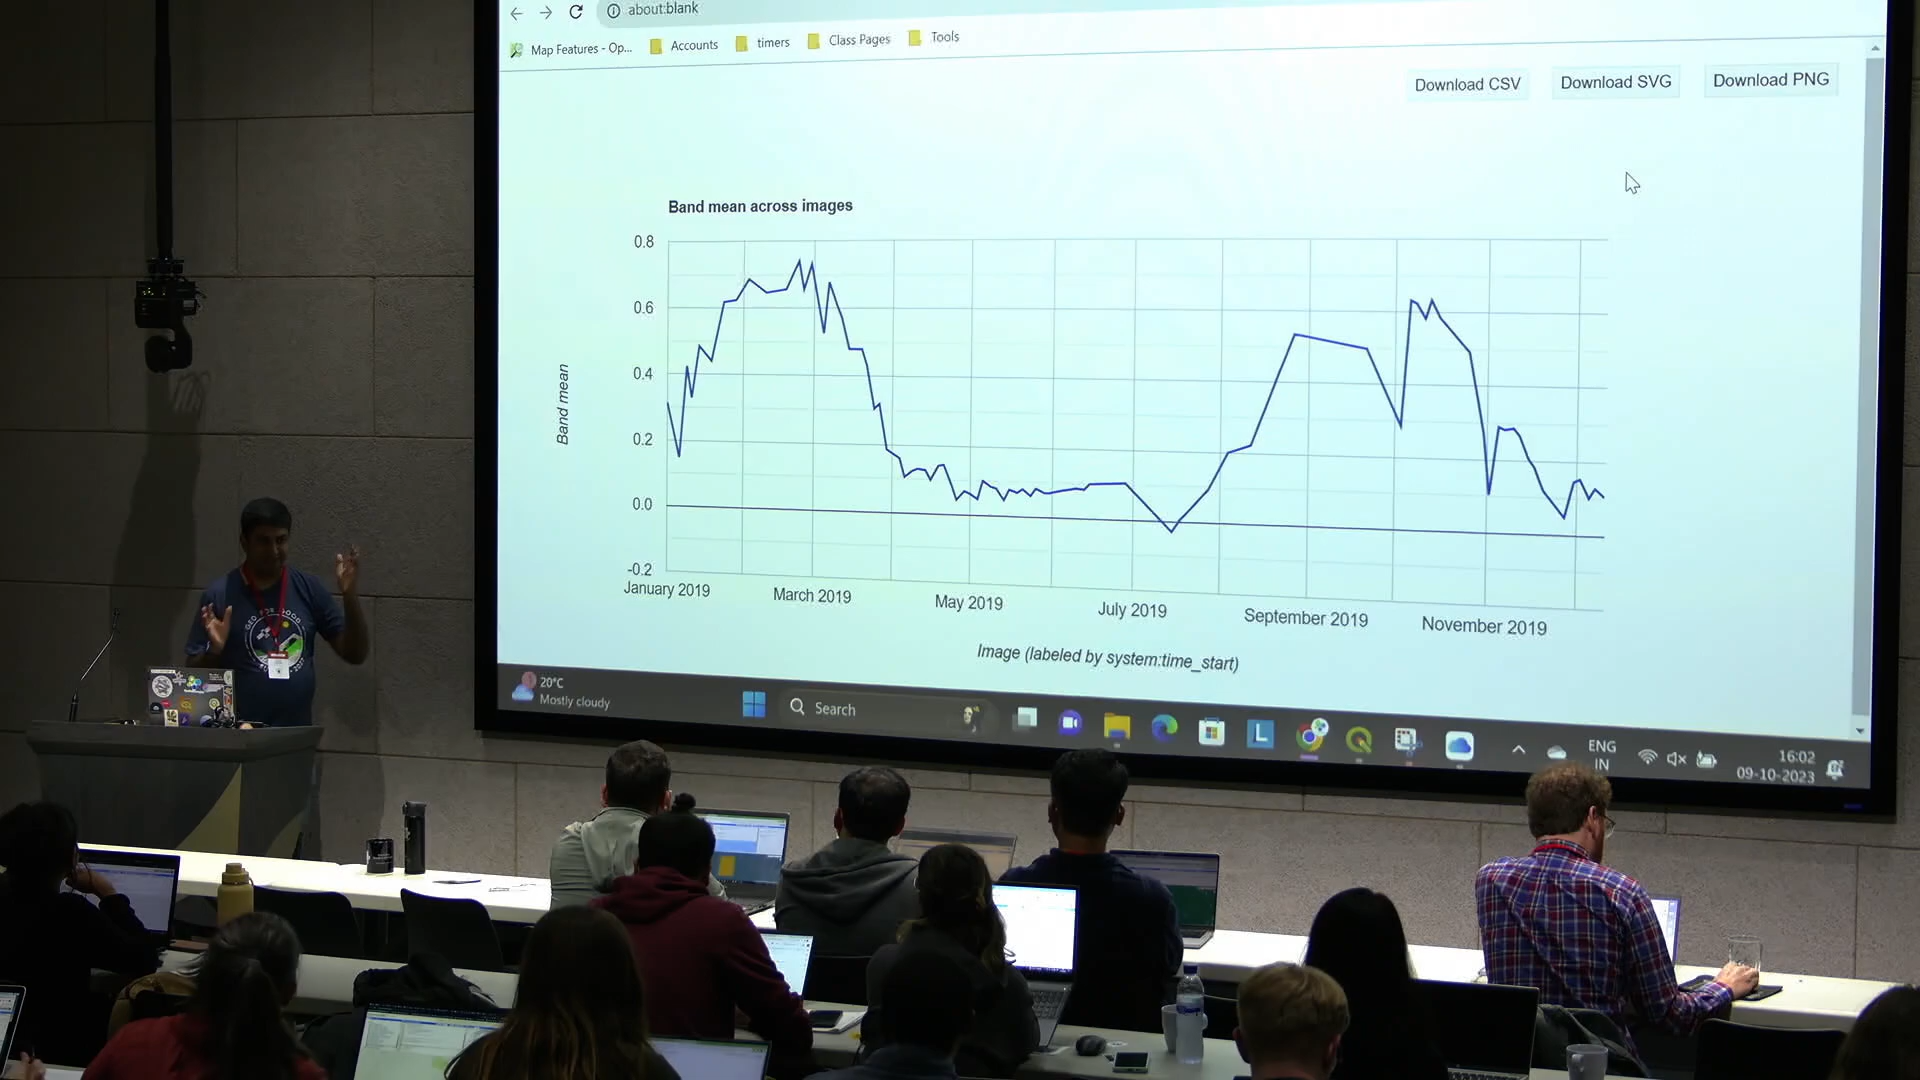 about:blank
Map Features - Op... Accounts timers Class Pages Tools
Download CSV Download SVG Download PNG
Band mean across images
0.8
0.6
0.4
0.2
0.0
-0.2
Band mean
January 2019 March 2019 May 2019 July 2019 September 2019 November 2019
Image (labeled by system:time_start)
20°C
Mostly cloudy
Search
L
ENG
IN
16:02
09-10-2023